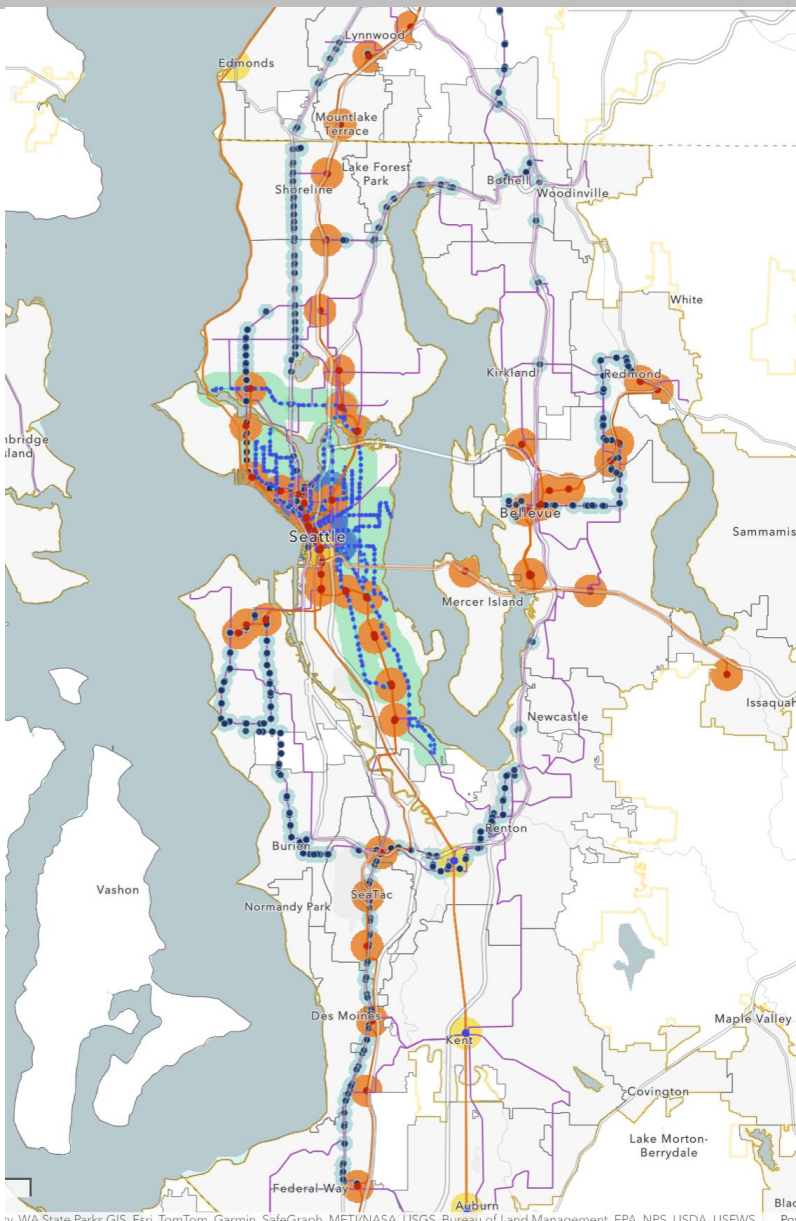 Lynnwood
Edmonds
Mountlake
Terrace
Lake Forest
Park
Shoreline
Bothell
Woodinville
White
Kirkland
Redmond
nbridge
sland
Bellevue
Seattle
Sammamis
Mercer Island
Issaquah
Newcastle
Renton
Burien
Vashon
SeaTac
Normandy Park
Des Moines
Maple Valley
Kent
Covington
Lake Morton-
Berrydale
Federal Way
Auburn
Blac
y, WA State Parks GIS, Esri, TomTom, Garmin, SafeGraph, METI/NASA, USGS, Bureau of Land Management, EPA, NPS, USDA, USFWS